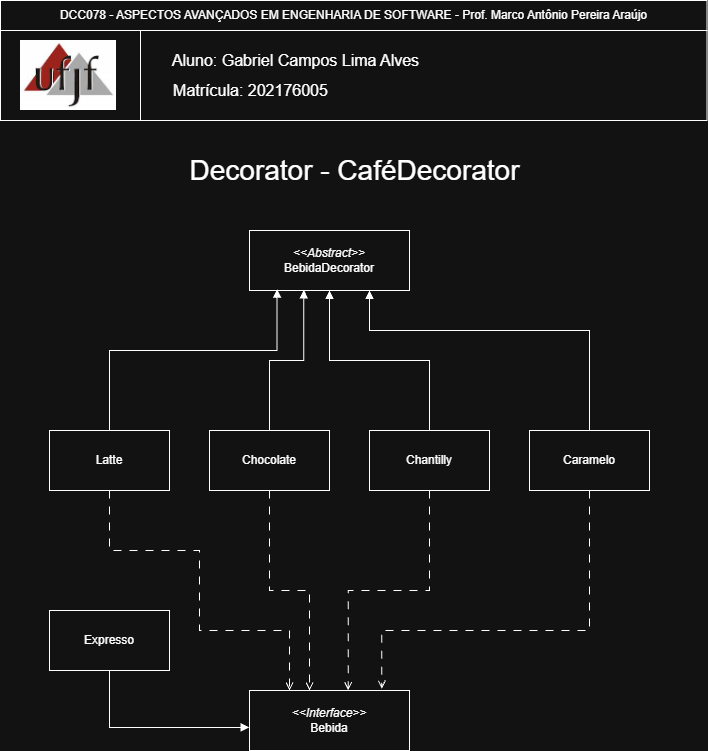 DCC078 - ASPECTOS AVANÇADOS EM ENGENHARIA DE SOFTWARE - Prof. Marco Antônio Pereira Araújo
ufjf
Aluno: Gabriel Campos Lima Alves
Matrícula: 202176005
Decorator - CaféDecorator
<<Abstract>>
BebidaDecorator
Latte
Chocolate
Chantilly
Caramelo
Expresso
<<Interface>>
Bebida